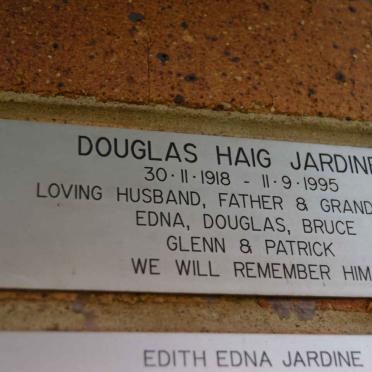 DOUGLAS HAIG JARDINE
30·11·1918 - 11·9·1995
LOVING HUSBAND, FATHER & GRAND
EDNA, DOUGLAS, BRUCE
GLENN & PATRICK
WE WILL REMEMBER HIM
EDITH EDNA JARDINE